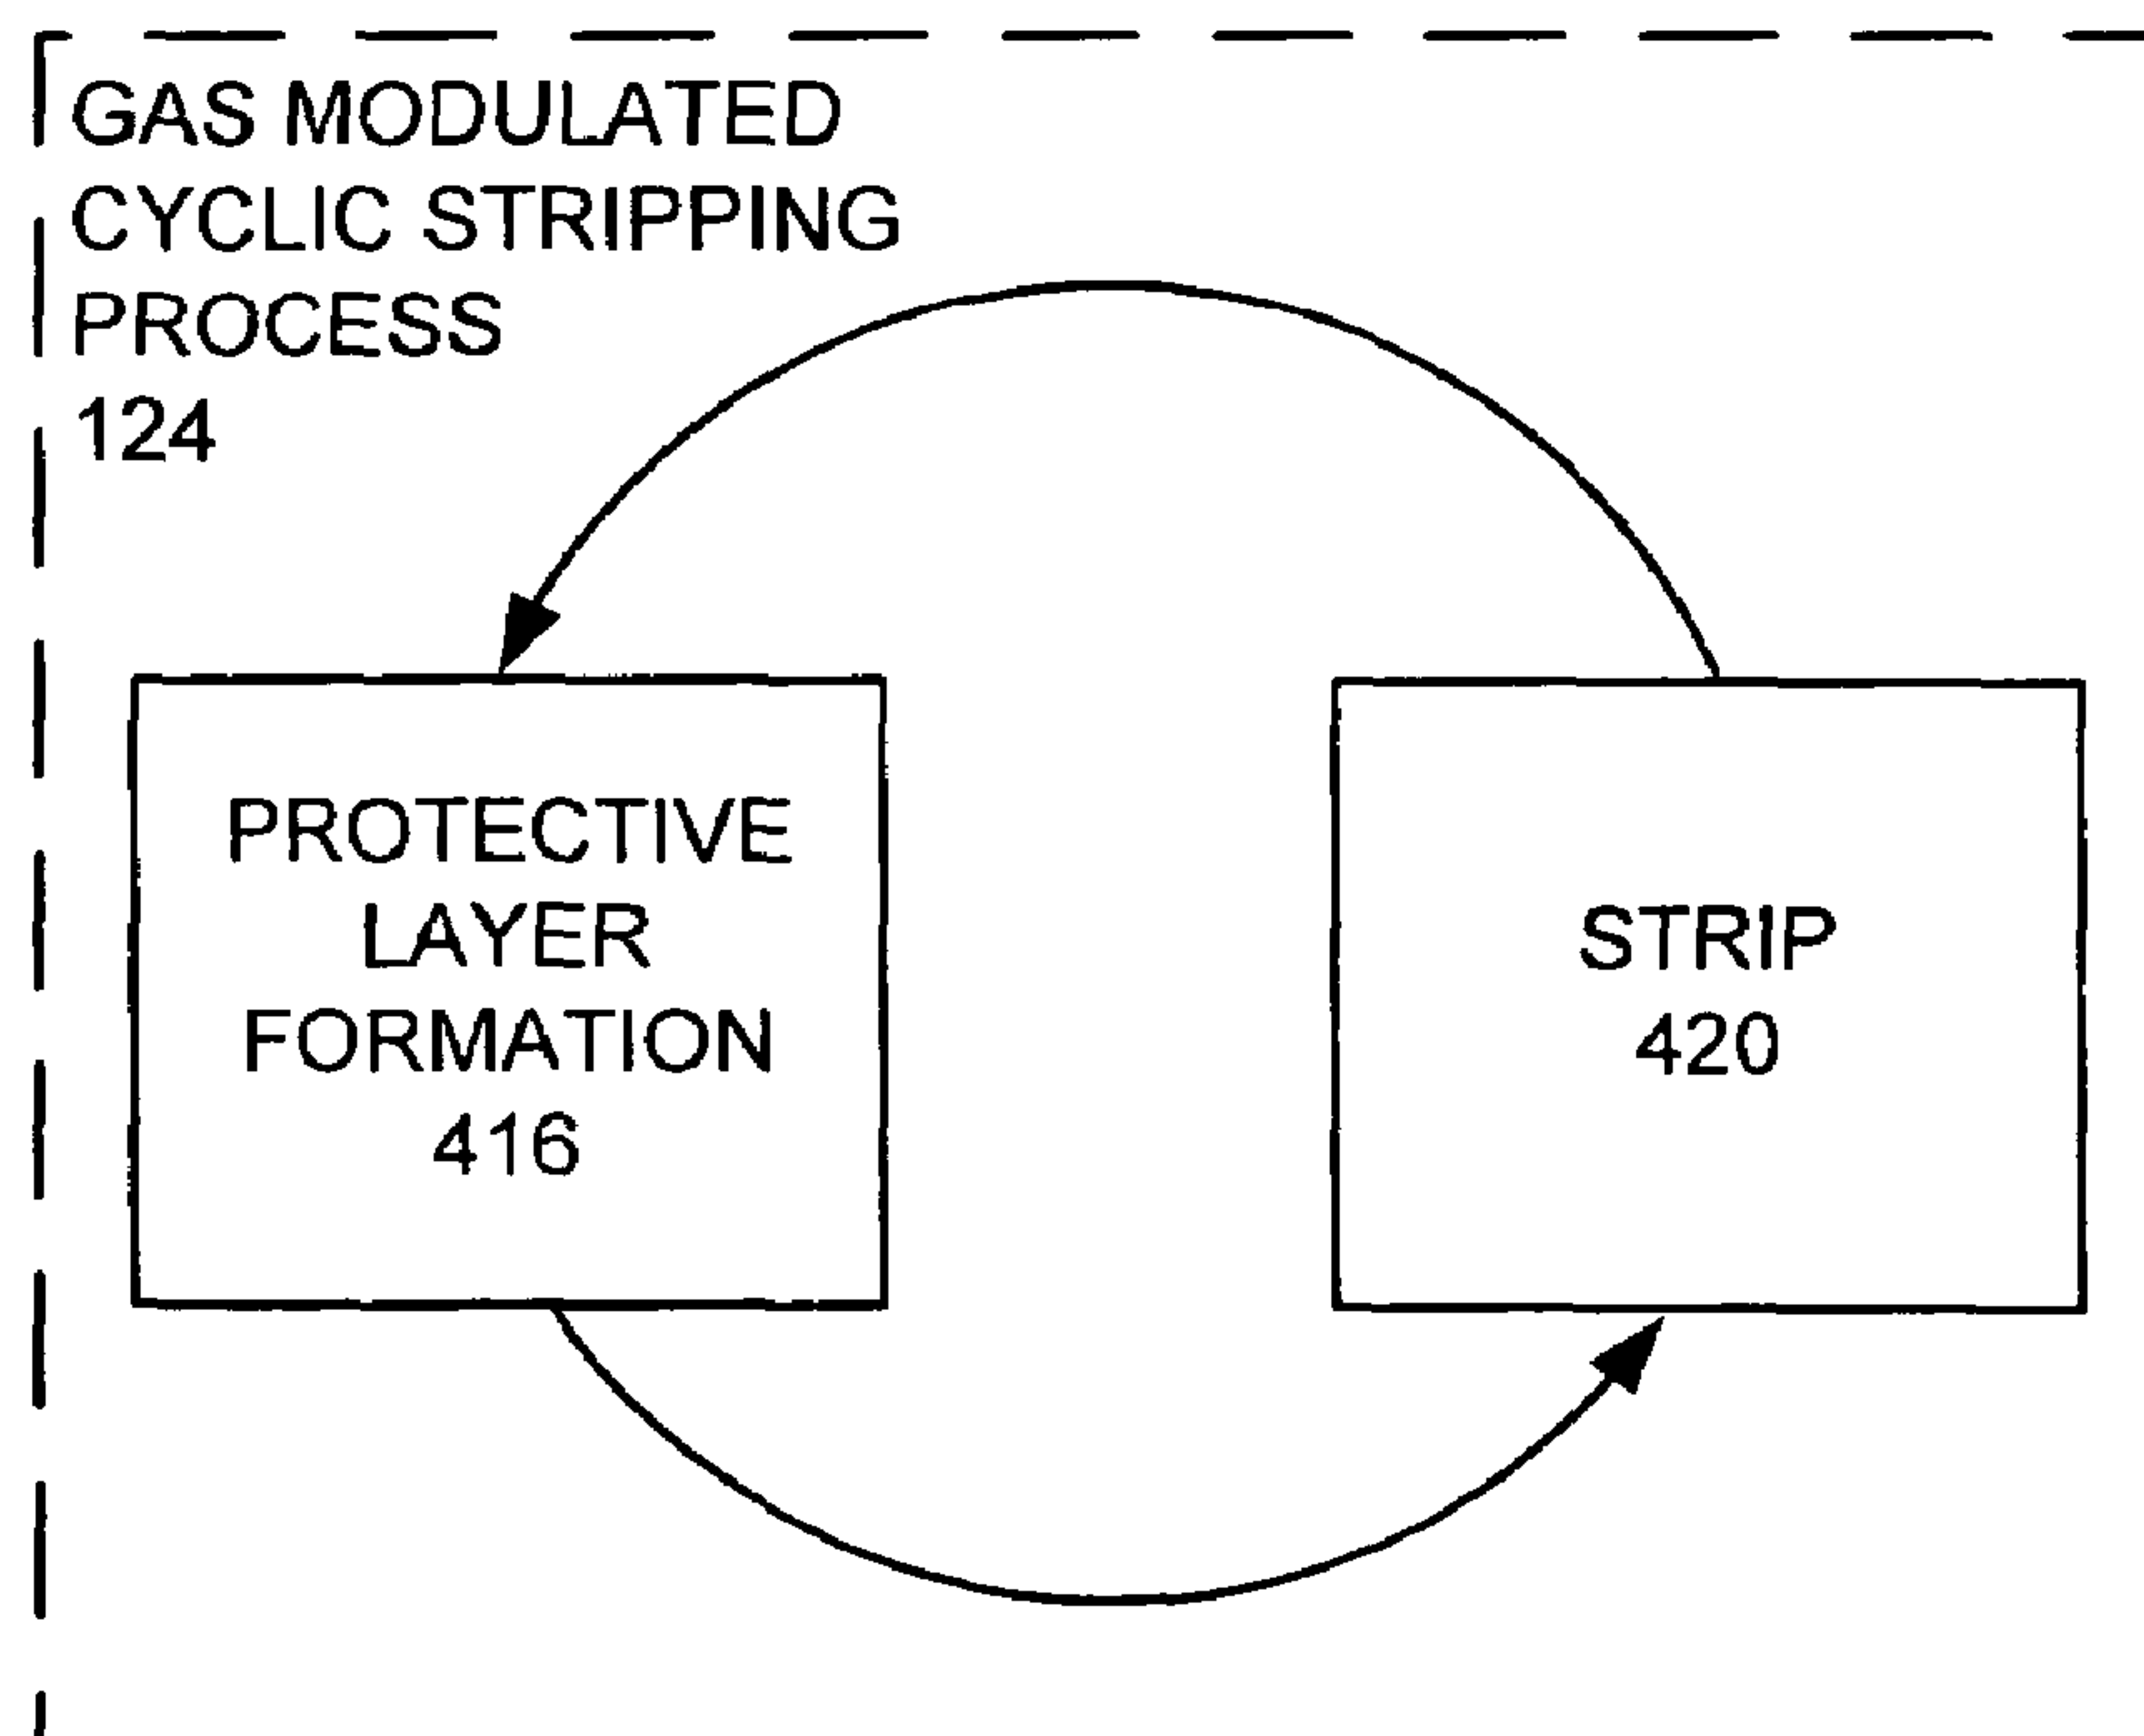 GAS MODULATED
CYCLIC STRIPPING
PROCESS
124
PROTECTIVE
LAYER
FORMATION
416
STRIP
420